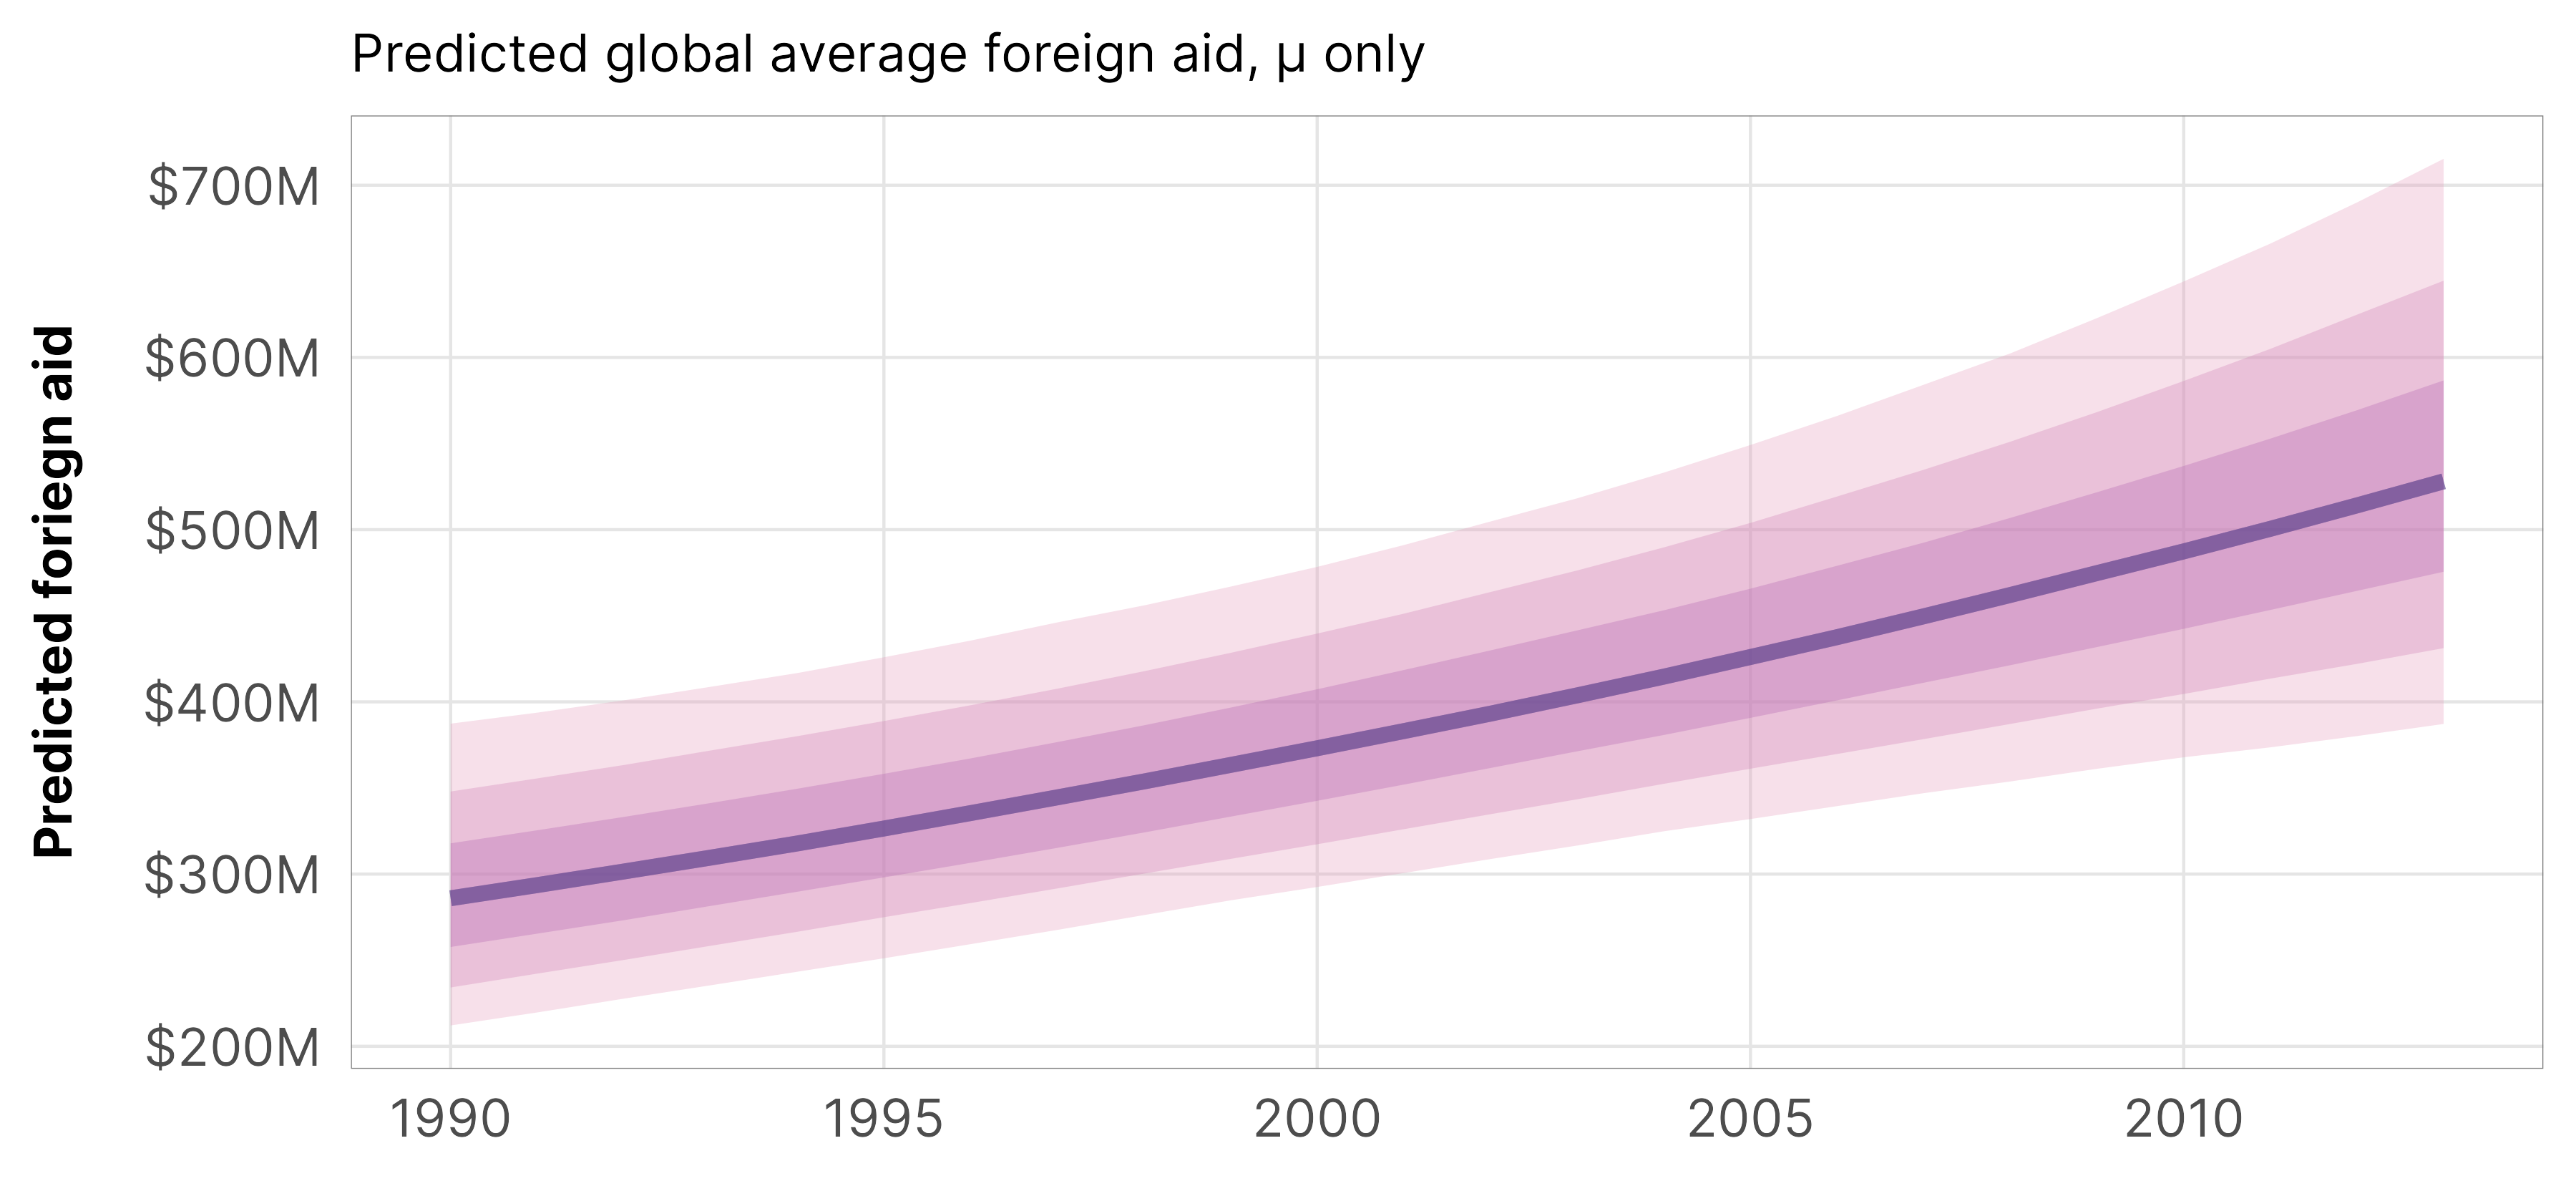 Predicted global average foreign aid, μ only
Predicted foriegn aid
$700M
$600M
$500M
$400M
$300M
$200M
1990 1995 2000 2005 2010